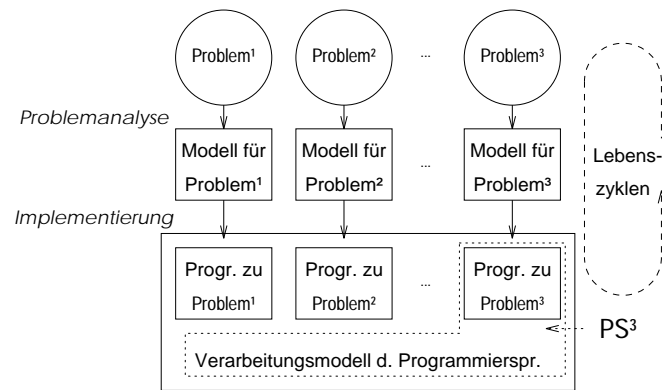 Problem¹ Problem² ... Problem³
Problemanalyse
Modell für Modell für Modell für
Problem¹ Problem² ... Problem³
Lebens-
zyklen
Implementierung
Progr. zu Progr. zu Progr. zu
Problem¹ Problem² ... Problem³
PS³
Verarbeitungsmodell d. Programmierspr.